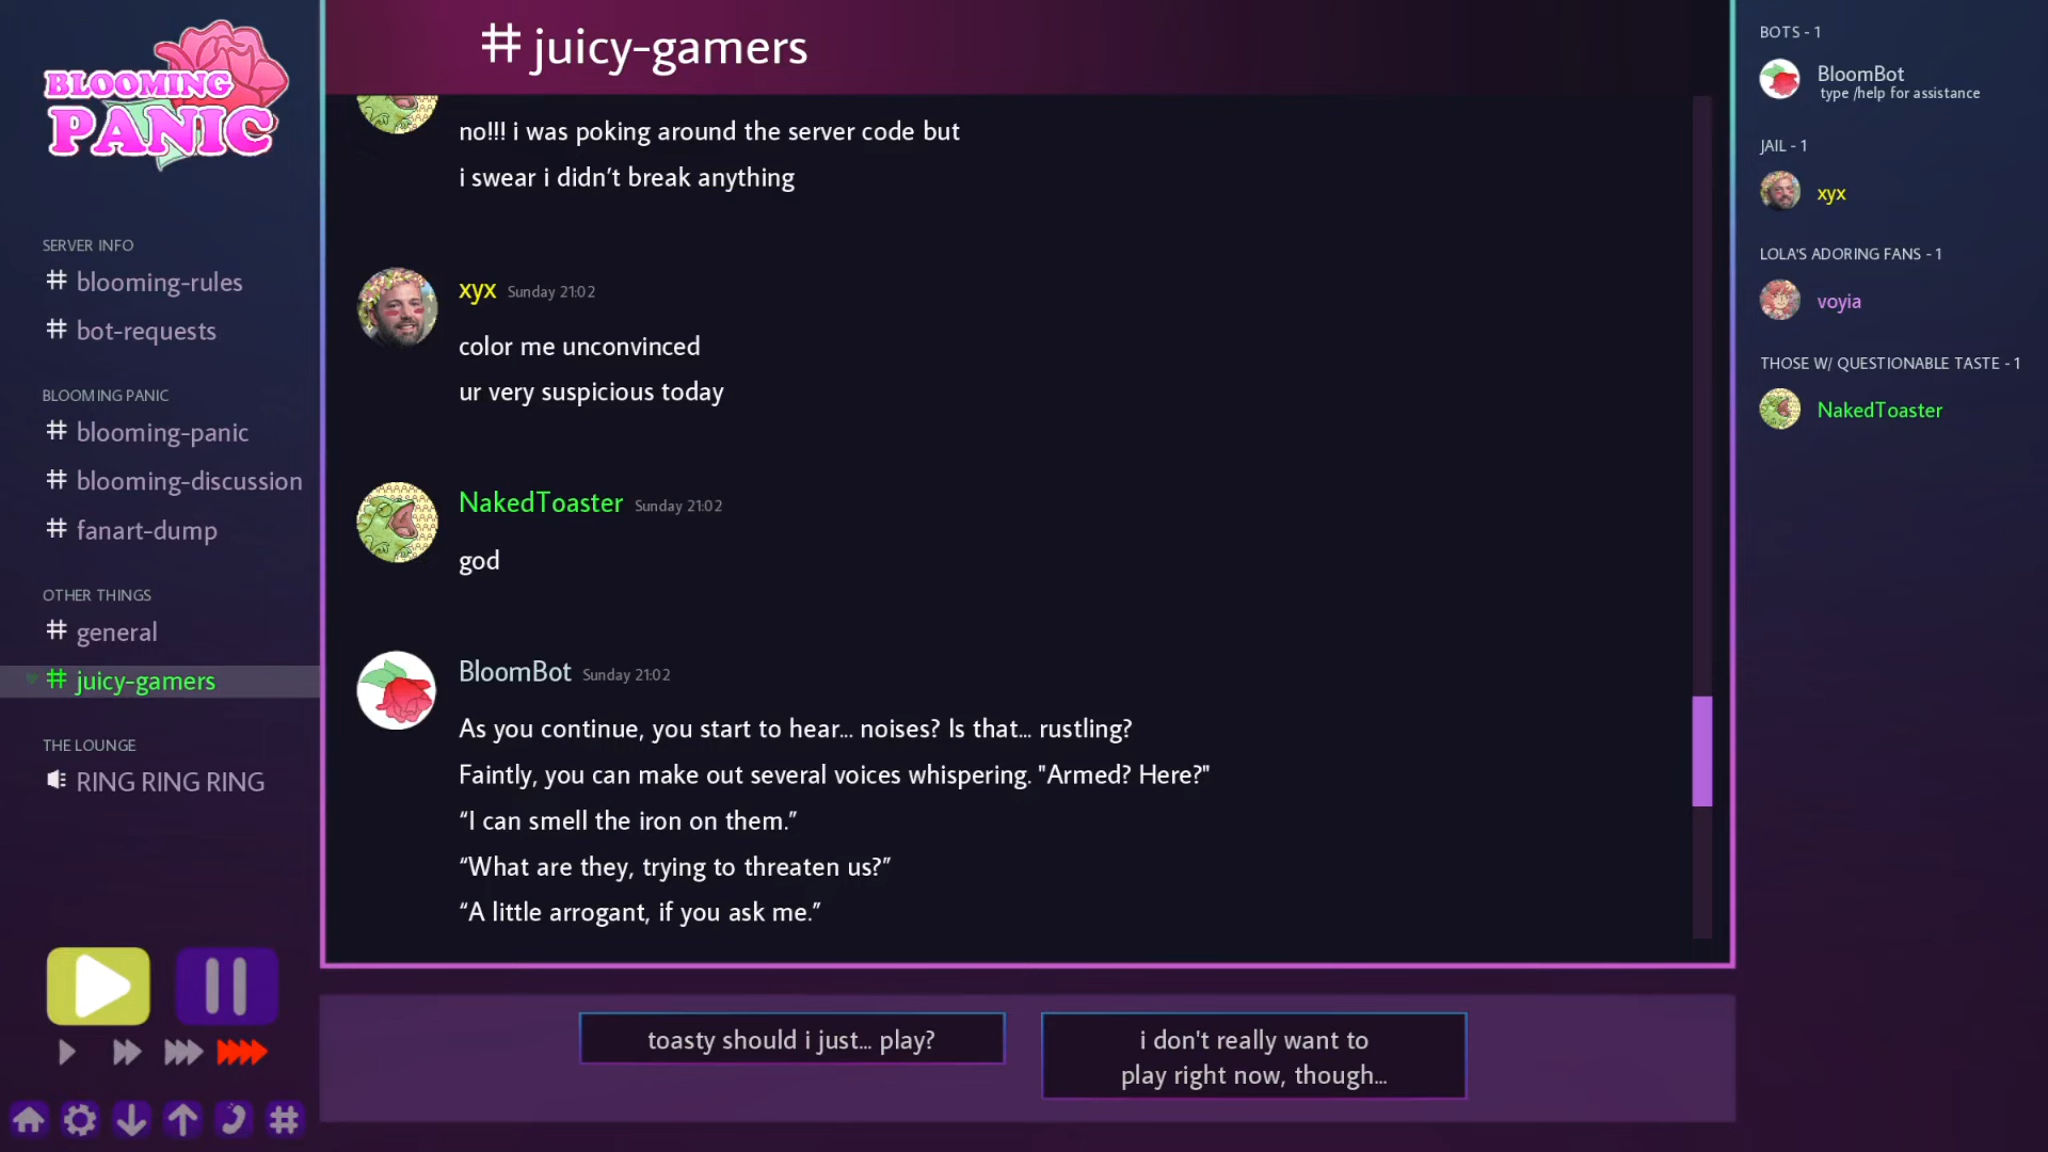 BLOOMING
PANIC
SERVER INFO
# blooming-rules
# bot-requests
BLOOMING PANIC
# blooming-panic
# blooming-discussion
# fanart-dump
OTHER THINGS
# general
# juicy-gamers
THE LOUNGE
RING RING RING
# juicy-gamers
no!!! i was poking around the server code but
i swear i didn’t break anything
xyx Sunday 21:02
color me unconvinced
ur very suspicious today
NakedToaster Sunday 21:02
god
BloomBot Sunday 21:02
As you continue, you start to hear... noises? Is that... rustling?
Faintly, you can make out several voices whispering. "Armed? Here?"
“I can smell the iron on them.”
“What are they, trying to threaten us?”
“A little arrogant, if you ask me.”
toasty should i just... play?
i don't really want to
play right now, though...
BOTS - 1
BloomBot
type /help for assistance
JAIL - 1
xyx
LOLA'S ADORING FANS - 1
voyia
THOSE W/ QUESTIONABLE TASTE - 1
NakedToaster